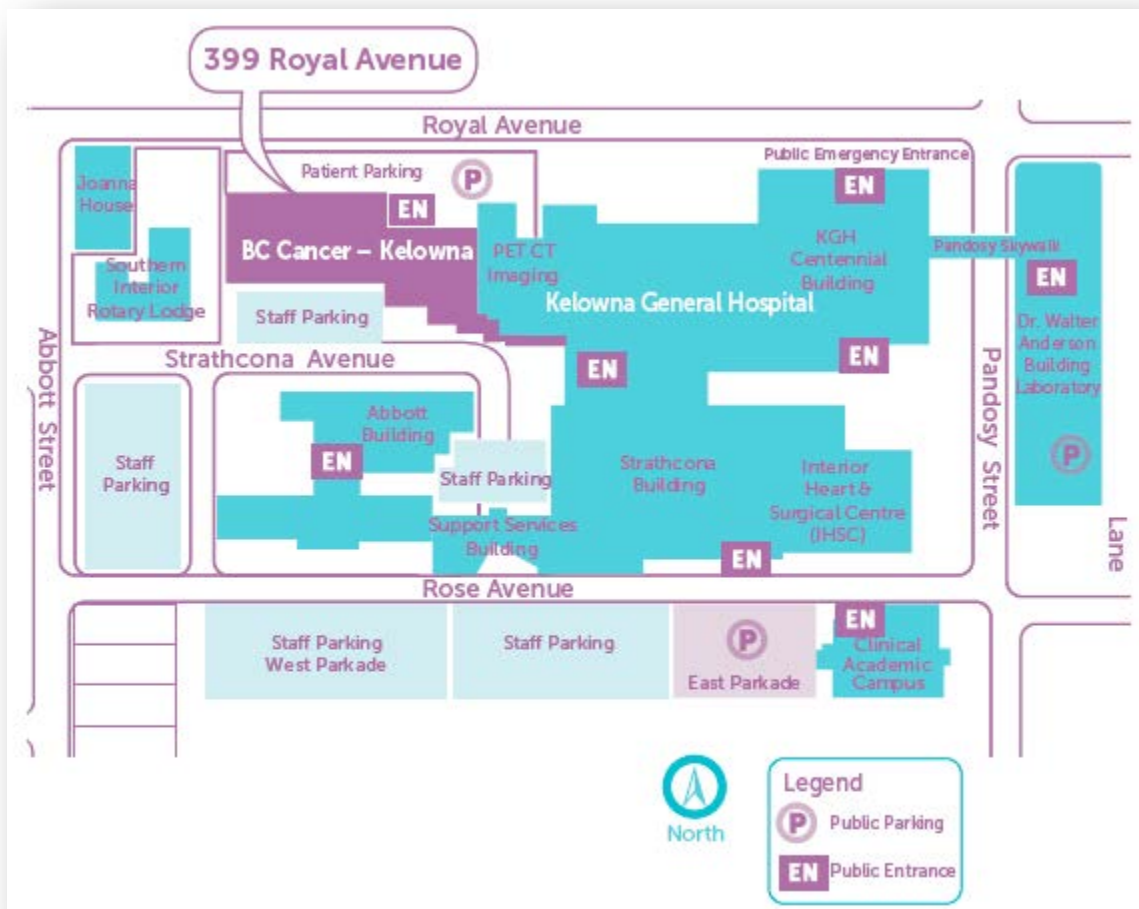 399 Royal Avenue
Royal Avenue
Public Emergency Entrance
Patient Parking
P
EN
EN
Joanna
House
BC Cancer – Kelowna
PET CT
Imaging
KGH
Centennial
Building
Pandosy Skywalk
EN
Southern
Interior
Rotary Lodge
Kelowna General Hospital
Staff Parking
Dr. Walter
Anderson
Building
Laboratory
P
Abbott Street
Strathcona Avenue
EN
EN
Pandosy Street
Abbott
Building
EN
Staff
Parking
Staff Parking
Strathcona
Building
Interior
Heart &
Surgical Centre
(IHSC)
Support Services
Building
EN
Lane
Rose Avenue
Staff Parking
West Parkade
Staff Parking
P
East Parkade
EN
Clinical
Academic
Campus
North
Legend
P Public Parking
EN Public Entrance